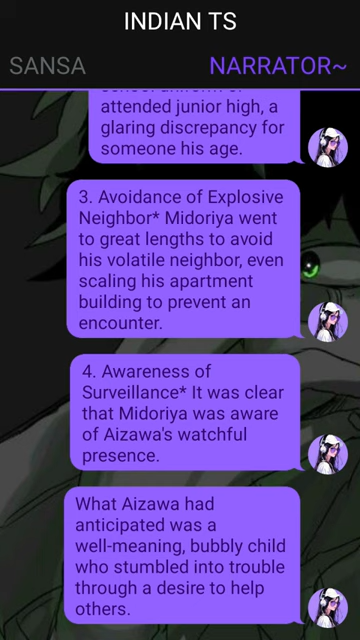 INDIAN TS
SANSA
NARRATOR~
attended junior high, a
glaring discrepancy for
someone his age.
3. Avoidance of Explosive
Neighbor* Midoriya went
to great lengths to avoid
his volatile neighbor, even
scaling his apartment
building to prevent an
encounter.
4. Awareness of
Surveillance* It was clear
that Midoriya was aware
of Aizawa's watchful
presence.
What Aizawa had
anticipated was a
well-meaning, bubbly child
who stumbled into trouble
through a desire to help
others.